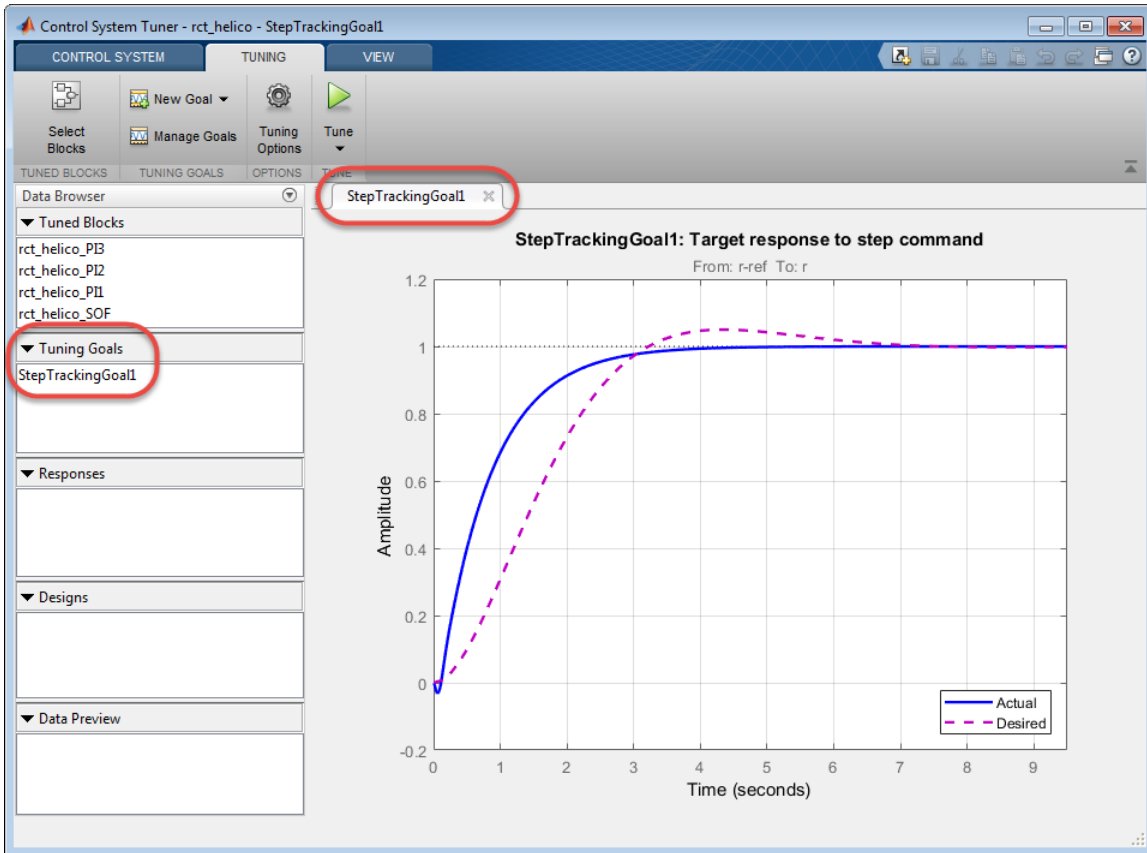 Control System Tuner - rct_helico - StepTrackingGoal1
CONTROL SYSTEM TUNING VIEW
New Goal
Select Blocks
Manage Goals
Tuning Options
Tune
TUNED BLOCKS TUNING GOALS OPTIONS TUNE
Data Browser
StepTrackingGoal1
Tuned Blocks
rct_helico_PI3
rct_helico_PI2
rct_helico_PI1
rct_helico_SOF
Tuning Goals
StepTrackingGoal1
Responses
Designs
Data Preview
StepTrackingGoal1: Target response to step command
From: r-ref To: r
Amplitude
1.2
1
0.8
0.6
0.4
0.2
0
-0.2
0 1 2 3 4 5 6 7 8 9
Time (seconds)
Actual
Desired